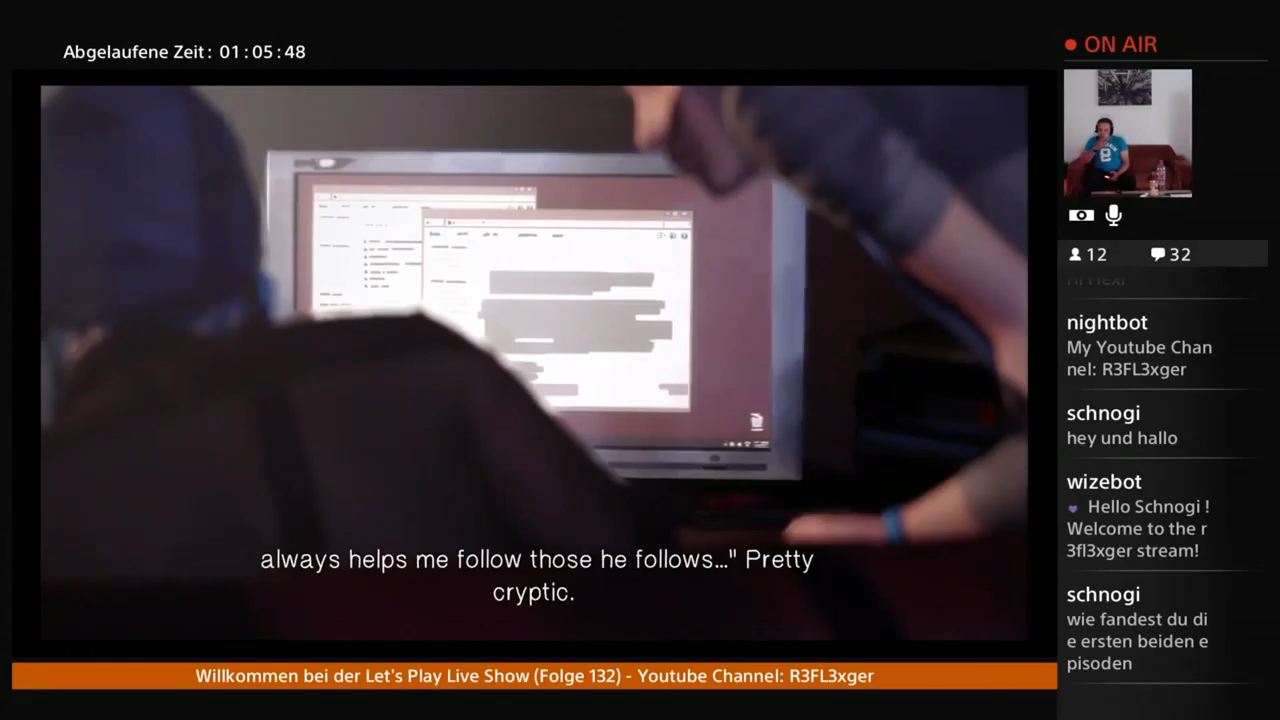 Abgelaufene Zeit: 01:05:48
always helps me follow those he follows..." Pretty
cryptic.
Willkommen bei der Let's Play Live Show (Folge 132) - Youtube Channel: R3FL3xger
ON AIR
12 32
nightbot
My Youtube Chan
nel: R3FL3xger
schnogi
hey und hallo
wizebot
Hello Schnogi !
Welcome to the r
3fl3xger stream!
schnogi
wie fandest du di
e ersten beiden e
pisoden